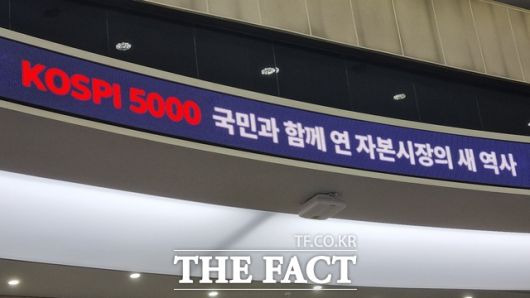 KOSPI 5000 국민과 함께 연 자본시장의 새 역사
TF.CO.KR
THE FACT